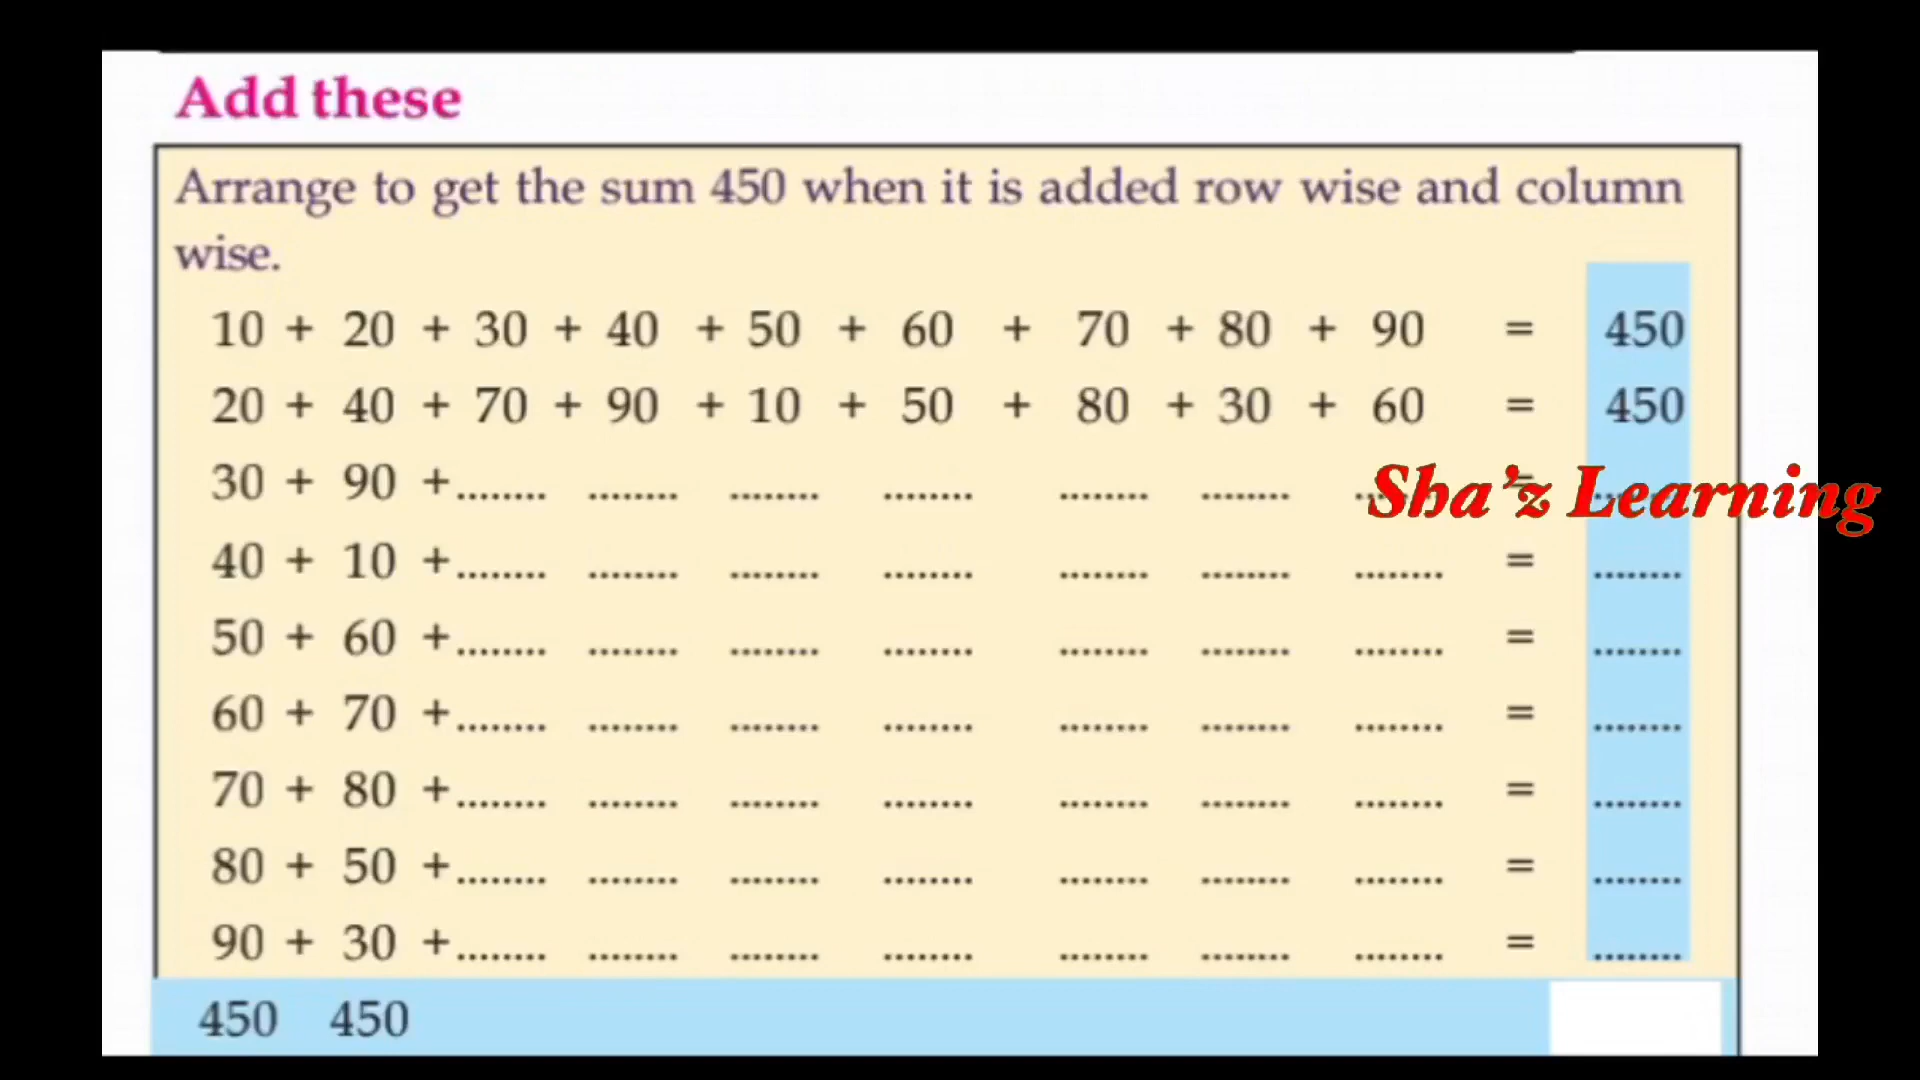 Add these
Arrange to get the sum 450 when it is added row wise and column
wise.
10 + 20 + 30 + 40 + 50 + 60 + 70 + 80 + 90 = 450
20 + 40 + 70 + 90 + 10 + 50 + 80 + 30 + 60 = 450
30 + 90 +........ ........ ........ ........ ........ ........ ........ = ........
Sha'z Learning
40 + 10 +........ ........ ........ ........ ........ ........ ........ = ........
50 + 60 +........ ........ ........ ........ ........ ........ ........ = ........
60 + 70 +........ ........ ........ ........ ........ ........ ........ = ........
70 + 80 +........ ........ ........ ........ ........ ........ ........ = ........
80 + 50 +........ ........ ........ ........ ........ ........ ........ = ........
90 + 30 +........ ........ ........ ........ ........ ........ ........ = ........
450 450